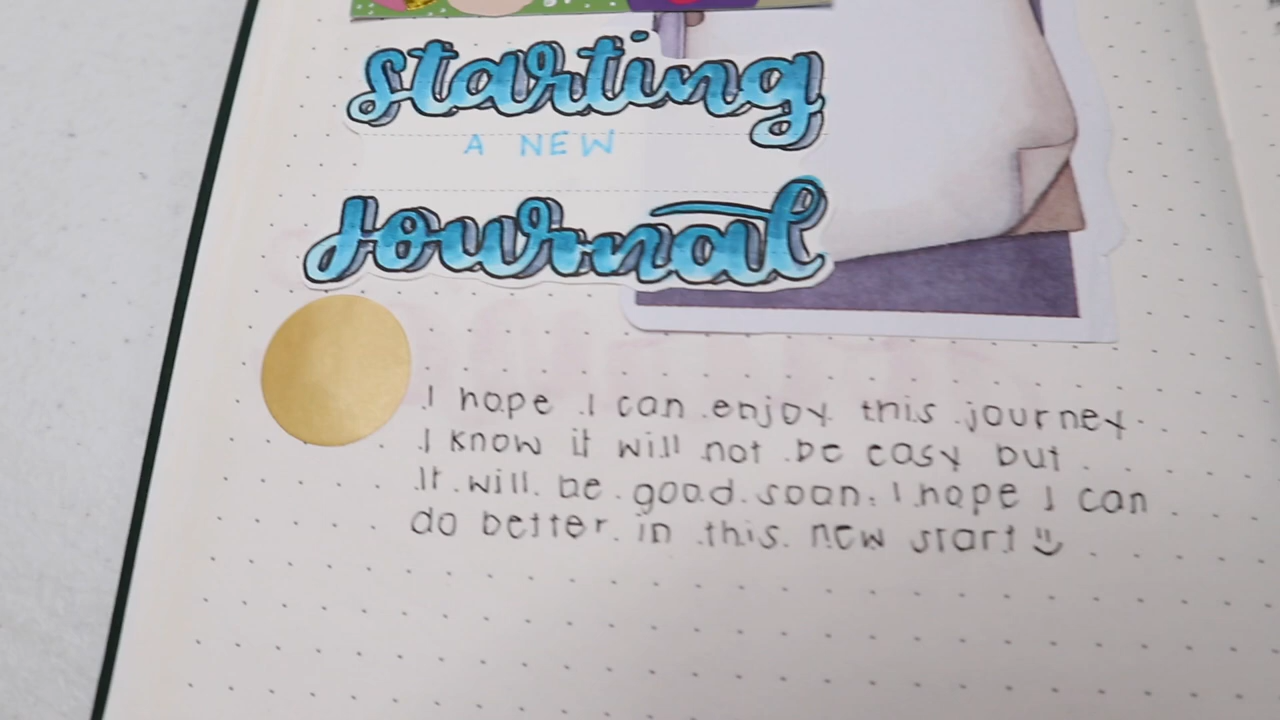 starting
A NEW
Journal
I hope I can enjoy this journey.
I know it will not be easy but
It will be good soon. I hope I can
do better in this new start